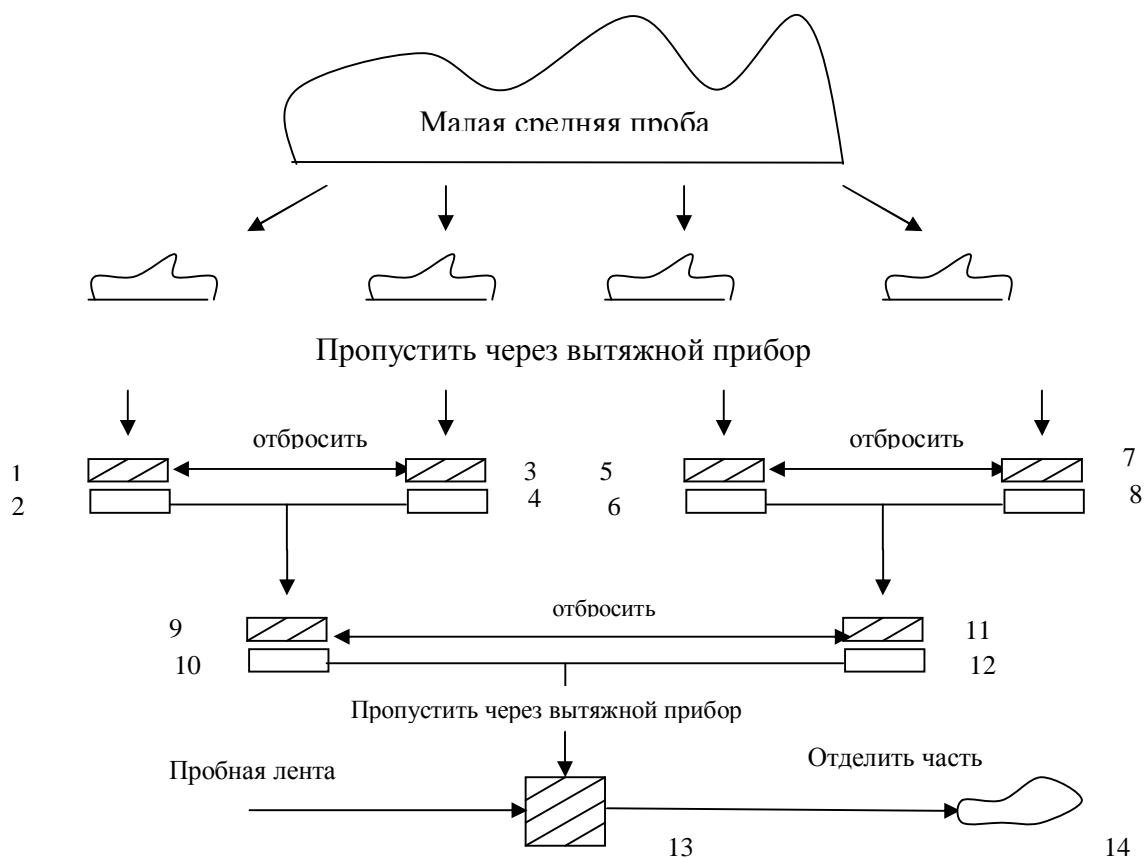 Малая средняя проба
Пропустить через вытяжной прибор
отбросить
отбросить
1
3
5
7
2
4
6
8
отбросить
9
11
10
12
Пропустить через вытяжной прибор
Пробная лента
Отделить часть
13
14